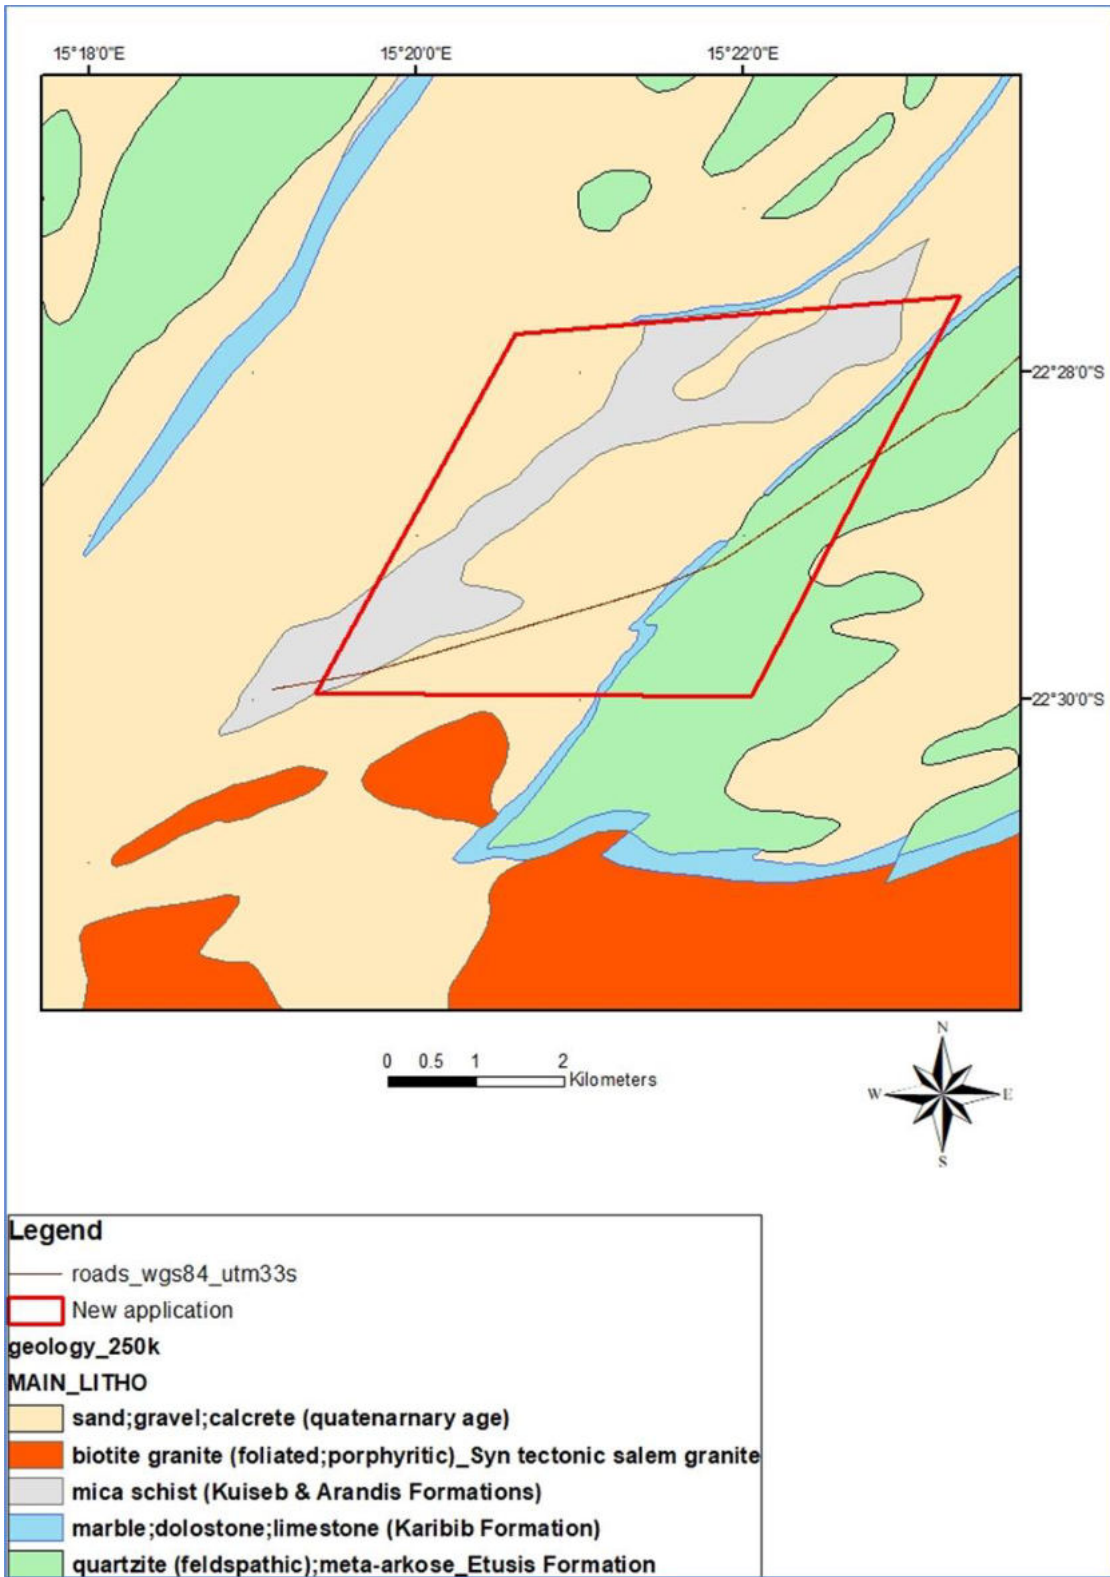 15°18'0"E 15°20'0"E 15°22'0"E
22°28'0"S
22°30'0"S
0 0.5 1 2
Kilometers
N
W E
S
Legend
roads_wgs84_utm33s
New application
geology_250k
MAIN_LITHO
sand;gravel;calcrete (quatenarnary age)
biotite granite (foliated;porphyritic)_Syn tectonic salem granite
mica schist (Kuiseb & Arandis Formations)
marble;dolostone;limestone (Karibib Formation)
quartzite (feldspathic);meta-arkose_Etusis Formation